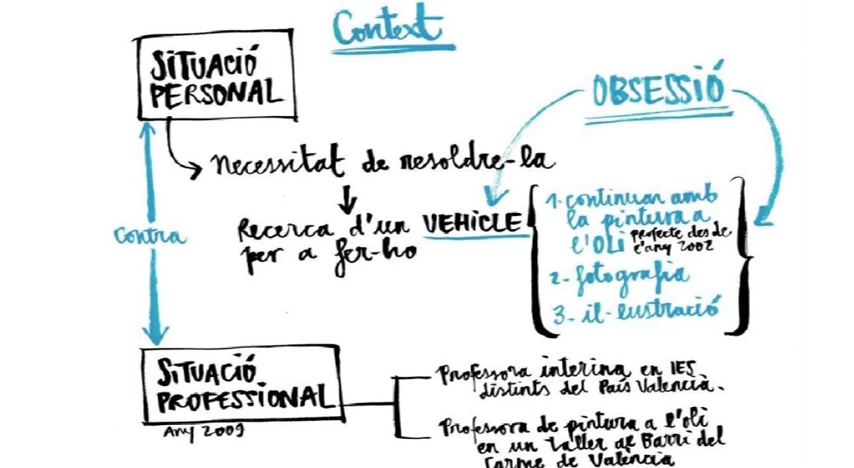 Context
SITUACIÓ
PERSONAL
OBSESSIÓ
Necessitat de resoldre-la
Recerca d'un VEHICLE
per a fer-ho
1-continuar amb
la pintura a
l'OLI perfecte des de
l'any 2002
2-fotografia
3-il-lustració
contra
SITUACIÓ
PROFESSIONAL
Any 2009
Professora interina en IES
distints del País Valencià.
Professora de pintura a l'oli
en un taller al Barri del
Carme de València